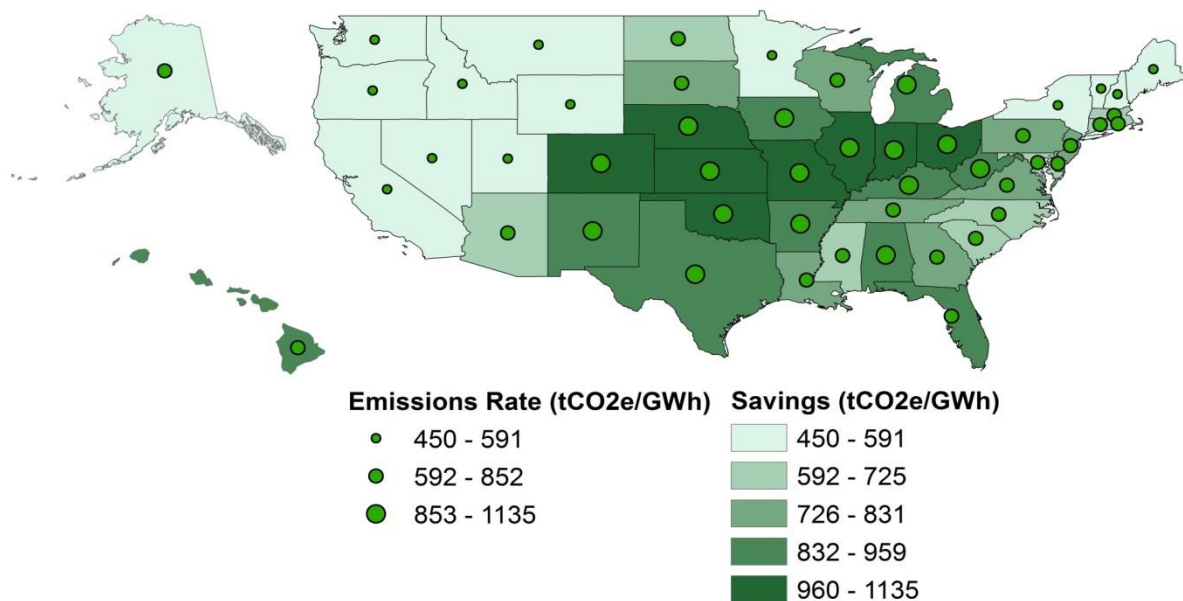 Emissions Rate (tCO2e/GWh)
450 - 591
592 - 852
853 - 1135
Savings (tCO2e/GWh)
450 - 591
592 - 725
726 - 831
832 - 959
960 - 1135